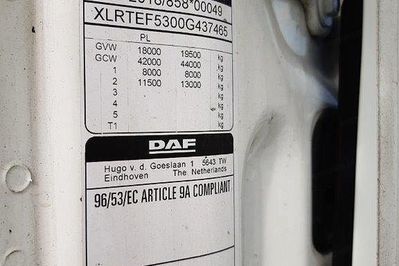 2018/858*00049
XLRTEF5300G437465
PL
GVW 18000 19500 kg
GCW 42000 44000 kg
1 8000 8000 kg
2 11500 13000 kg
3 kg
4 kg
5 kg
T1 kg
DAF
Hugo v. d. Goeslaan 1 5643 TW
Eindhoven The Netherlands
96/53/EC ARTICLE 9A COMPLIANT